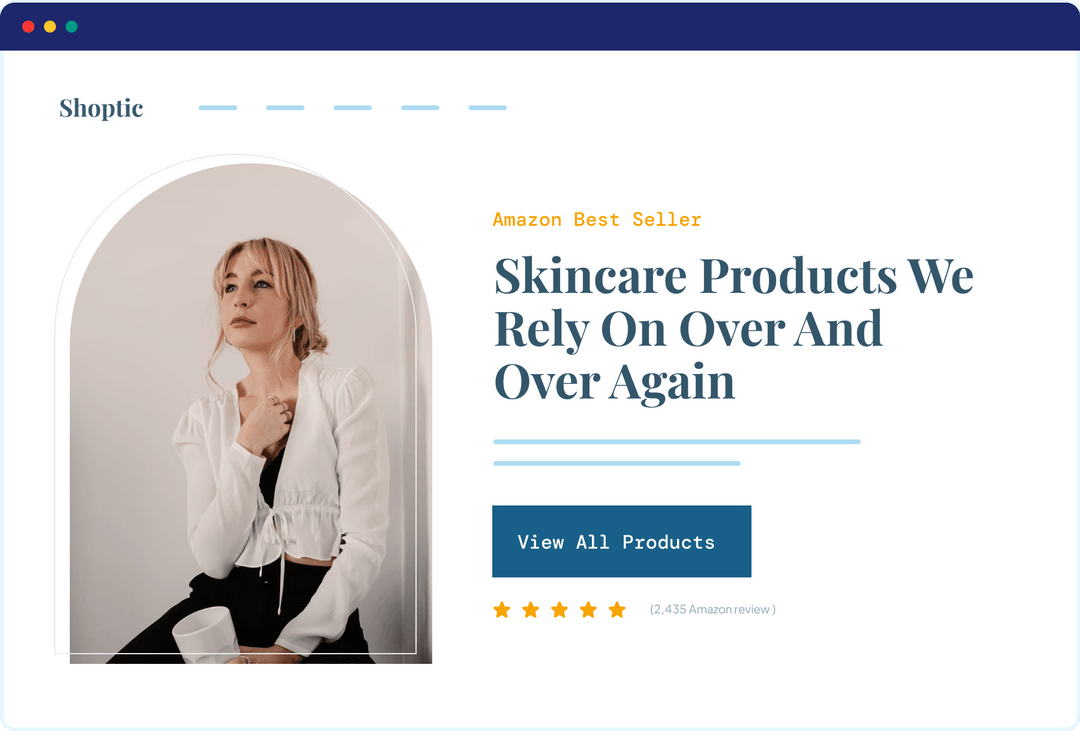 Shoptic
Amazon Best Seller
Skincare Products We
Rely On Over And
Over Again
View All Products
(2,435 Amazon review )